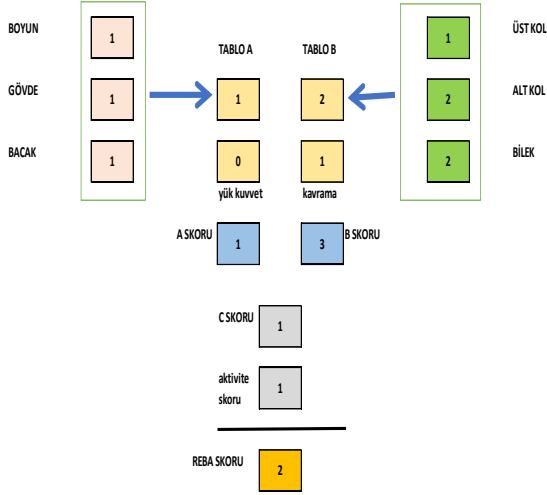 BOYUN 1 TABLO A TABLO B 1 ÜST KOL
GÖVDE 1 1 2 2 ALT KOL
BACAK 1 0 1 2 BİLEK
yük kuvvet kavrama
A SKORU 1 3 B SKORU
C SKORU 1
aktivite
skoru 1
REBA SKORU 2